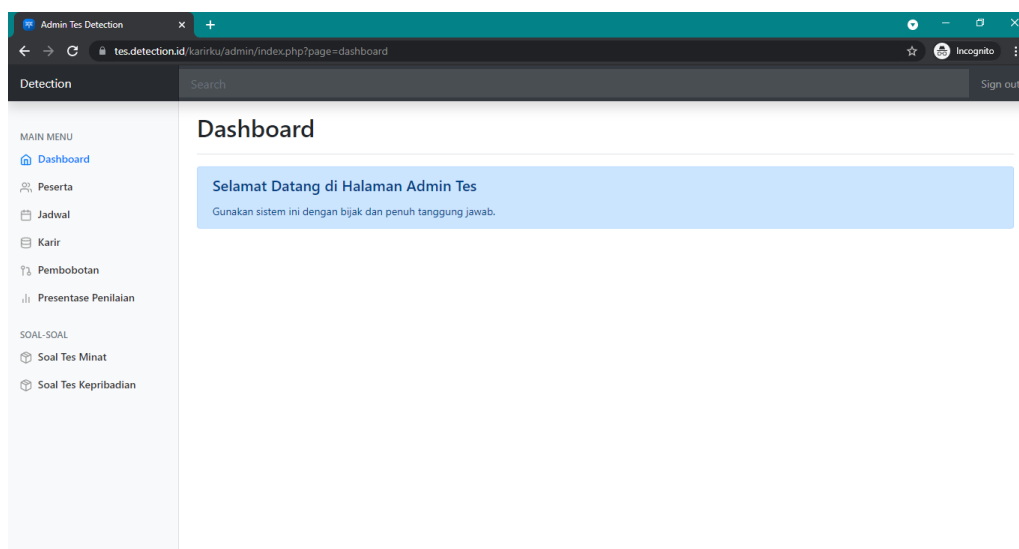 Admin Tes Detection
tes.detection.id/karirku/admin/index.php?page=dashboard
Incognito
Detection
Search
Sign out
MAIN MENU
Dashboard
Peserta
Jadwal
Karir
Pembobotan
Presentase Penilaian
SOAL-SOAL
Soal Tes Minat
Soal Tes Kepribadian
Dashboard
Selamat Datang di Halaman Admin Tes
Gunakan sistem ini dengan bijak dan penuh tanggung jawab.